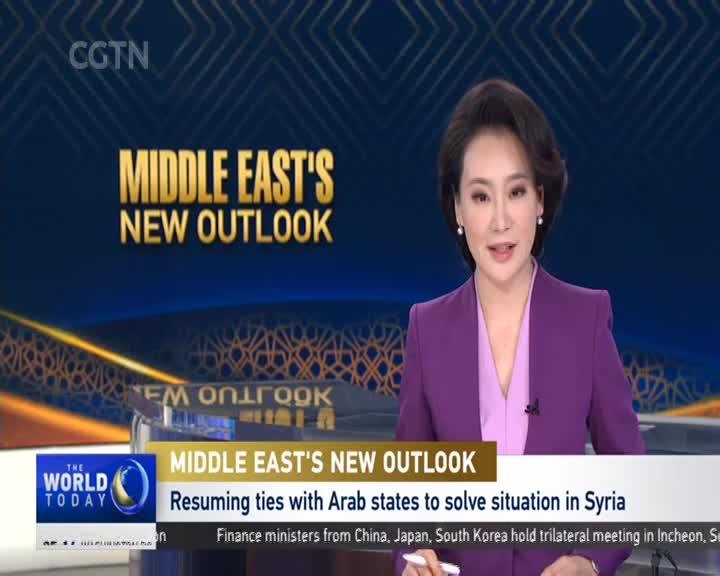 CGTN
MIDDLE EAST'S
NEW OUTLOOK
NEW OUTLOOK
MIDDLE EAST'S NEW OUTLOOK
THE
WORLD
TODAY
Resuming ties with Arab states to solve situation in Syria
Finance ministers from China, Japan, South Korea hold trilateral meeting in Incheon, S